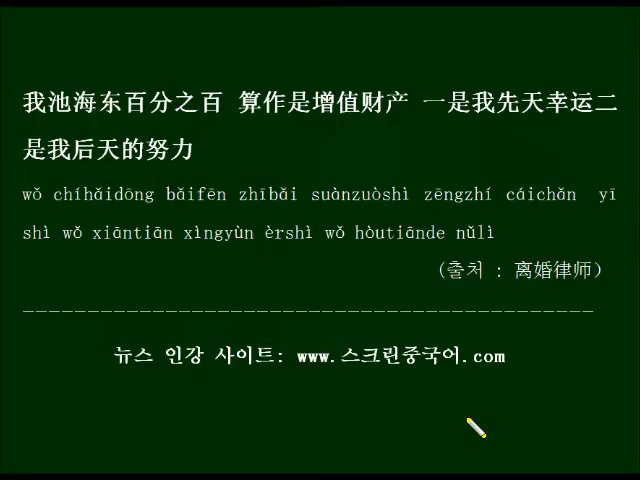 我池海东百分之百 算作是增值财产 一是我先天幸运二
是我后天的努力
wǒ chíhǎidōng bǎifēn zhībǎi suànzuòshì zēngzhí cáichǎn yī
shì wǒ xiāntiān xìngyùn èrshì wǒ hòutiānde nǔlì
(출처 : 离婚律师)
--------------------------------------------
뉴스 인강 사이트: www.스크린중국어.com